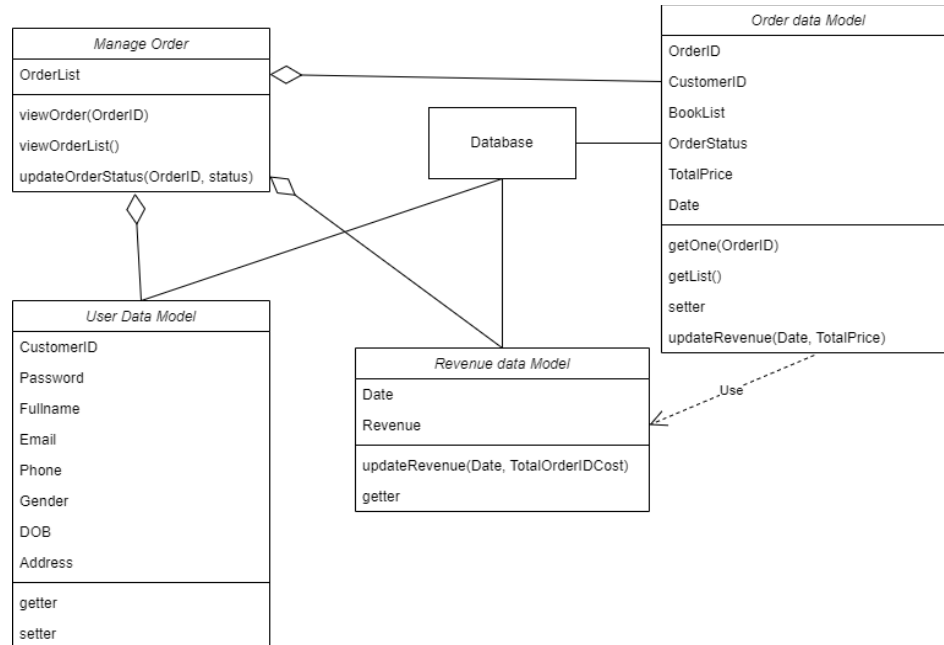 Manage Order
OrderList
viewOrder(OrderID)
viewOrderList()
updateOrderStatus(OrderID, status)
Order data Model
OrderID
CustomerID
BookList
OrderStatus
TotalPrice
Date
getOne(OrderID)
getList()
setter
updateRevenue(Date, TotalPrice)
Database
User Data Model
CustomerID
Password
Fullname
Email
Phone
Gender
DOB
Address
getter
setter
Revenue data Model
Date
Revenue
updateRevenue(Date, TotalOrderIDCost)
getter
Use